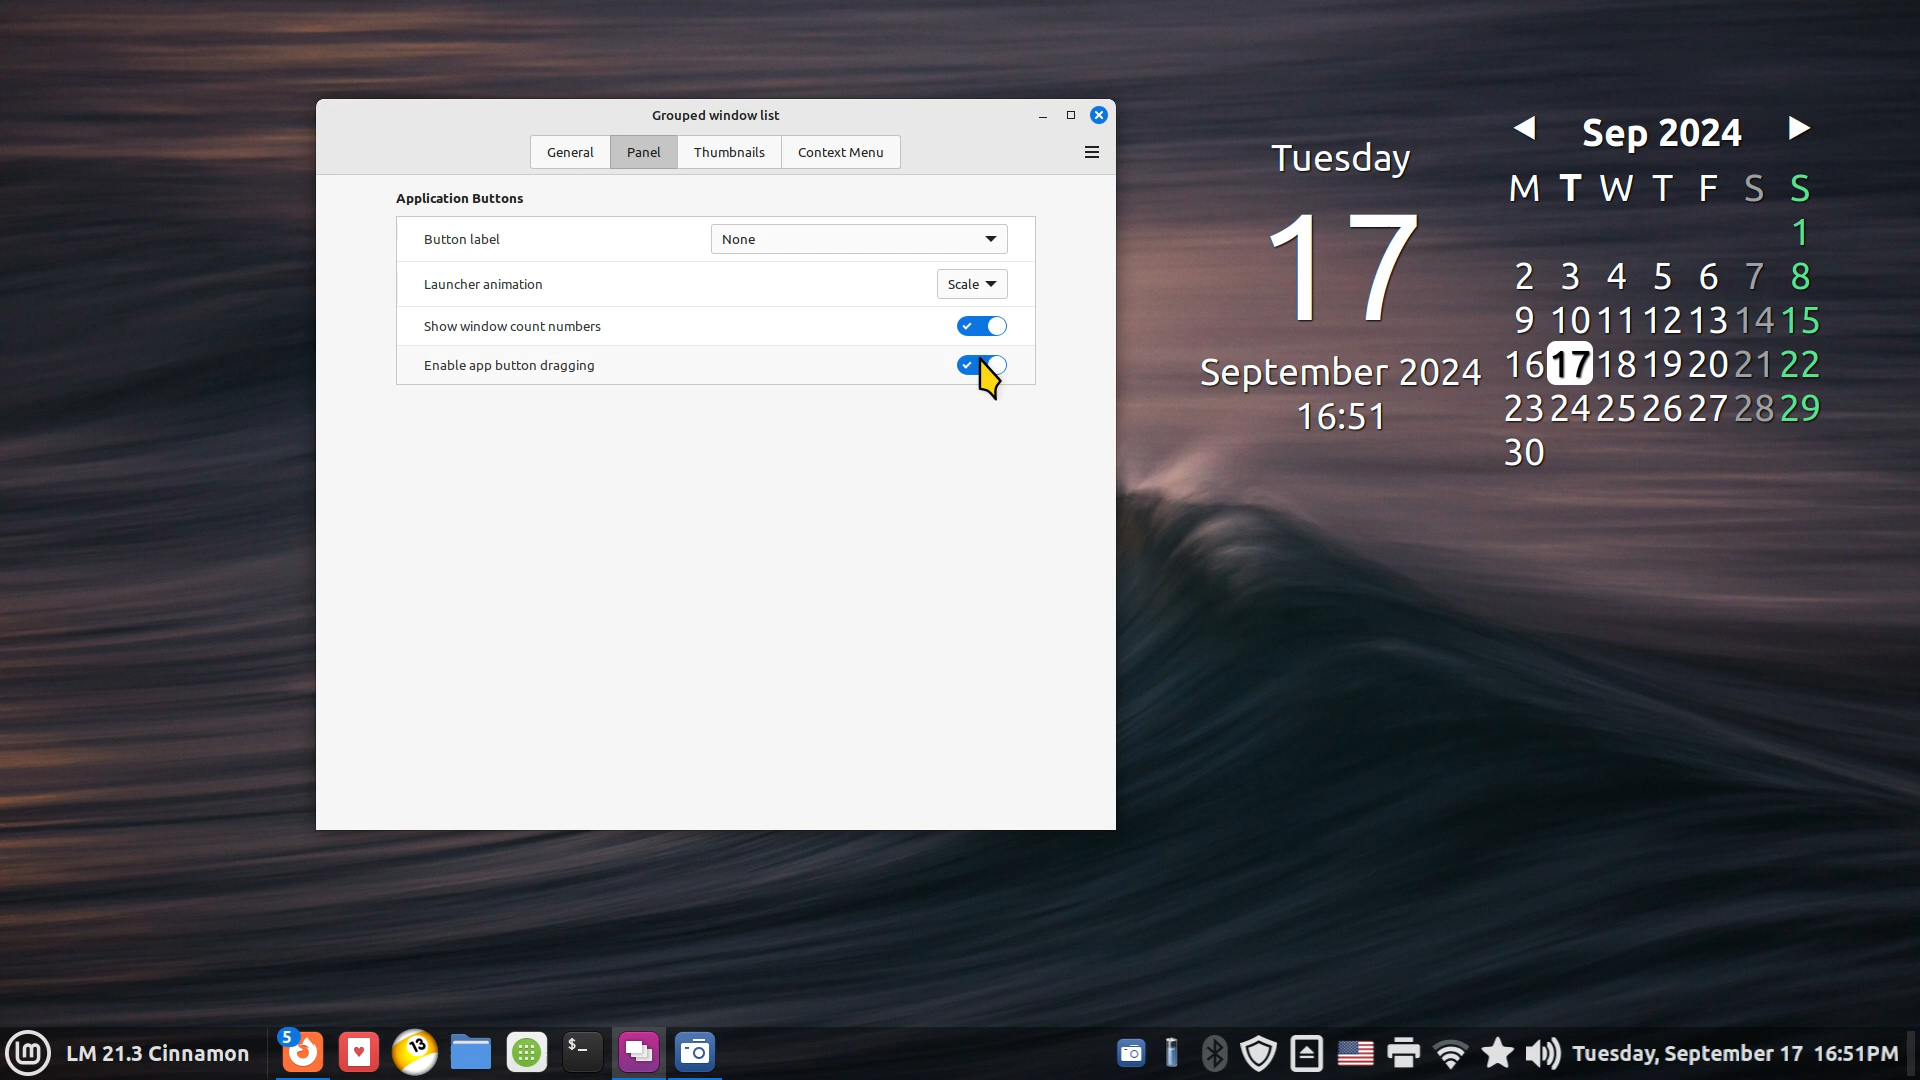 Grouped window list
General Panel Thumbnails Context Menu
Application Buttons
Button label None
Launcher animation Scale
Show window count numbers
Enable app button dragging
Tuesday
17
September 2024
16:51
Sep 2024
M T W T F S S
1
2 3 4 5 6 7 8
9 10 11 12 13 14 15
16 17 18 19 20 21 22
23 24 25 26 27 28 29
30
LM 21.3 Cinnamon
5
13
$_
Tuesday, September 17 16:51PM